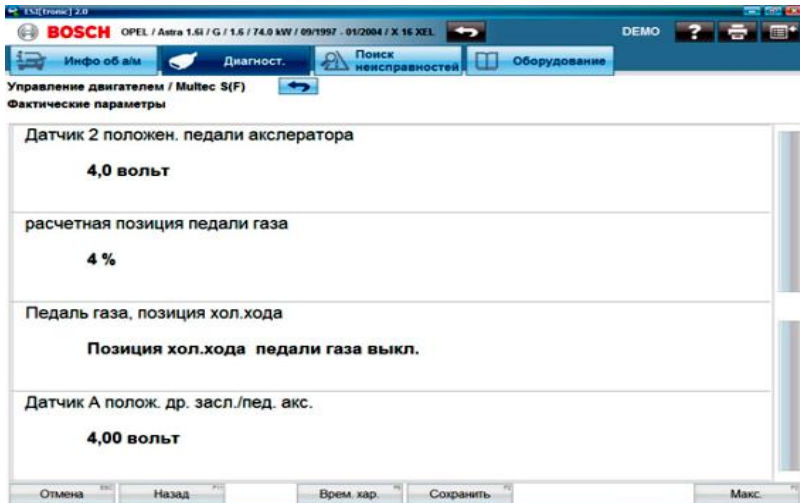 ESI[tronic] 2.0
BOSCH OPEL / Astra 1.6i / G / 1.6 / 74.0 kW / 09/1997 - 01/2004 / X 16 XEL DEMO ?
Инфо об а/м Диагност. Поиск неисправностей Оборудование
Управление двигателем / Multec S(F)
Фактические параметры
Датчик 2 положен. педали акслератора
4,0 вольт
расчетная позиция педали газа
4 %
Педаль газа, позиция хол.хода
Позиция хол.хода педали газа выкл.
Датчик А полож. др. засл./пед. акс.
4,00 вольт
Отмена ESC Назад F11 Врем. хар. Сохранить Макс.